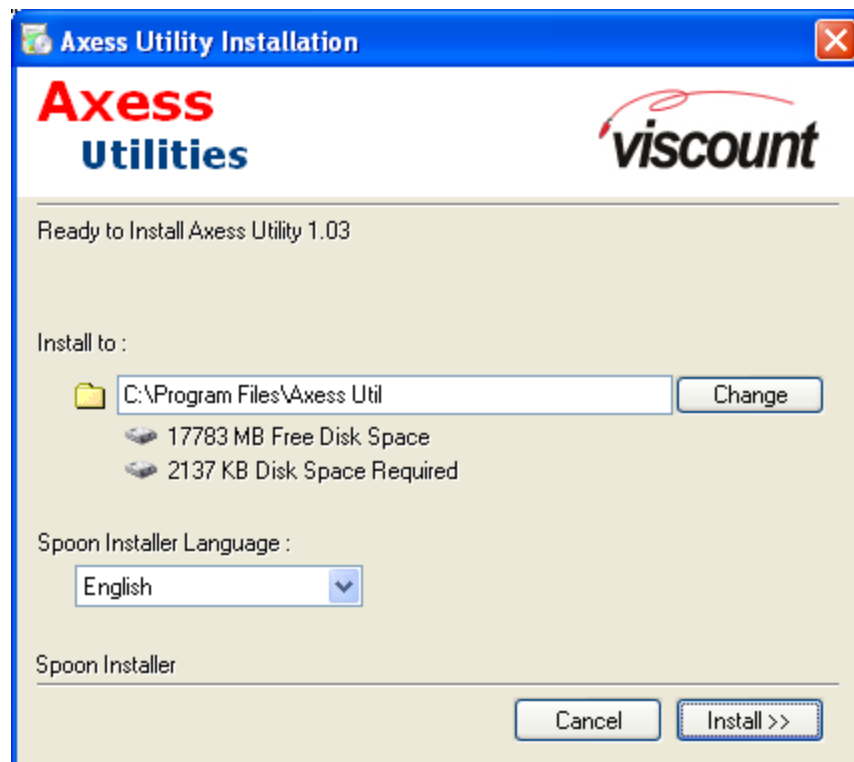 Axess Utility Installation
Axess
Utilities
viscount
Ready to Install Axess Utility 1.03
Install to :
C:\Program Files\Axess Util
Change
17783 MB Free Disk Space
2137 KB Disk Space Required
Spoon Installer Language :
English
Spoon Installer
Cancel
Install >>